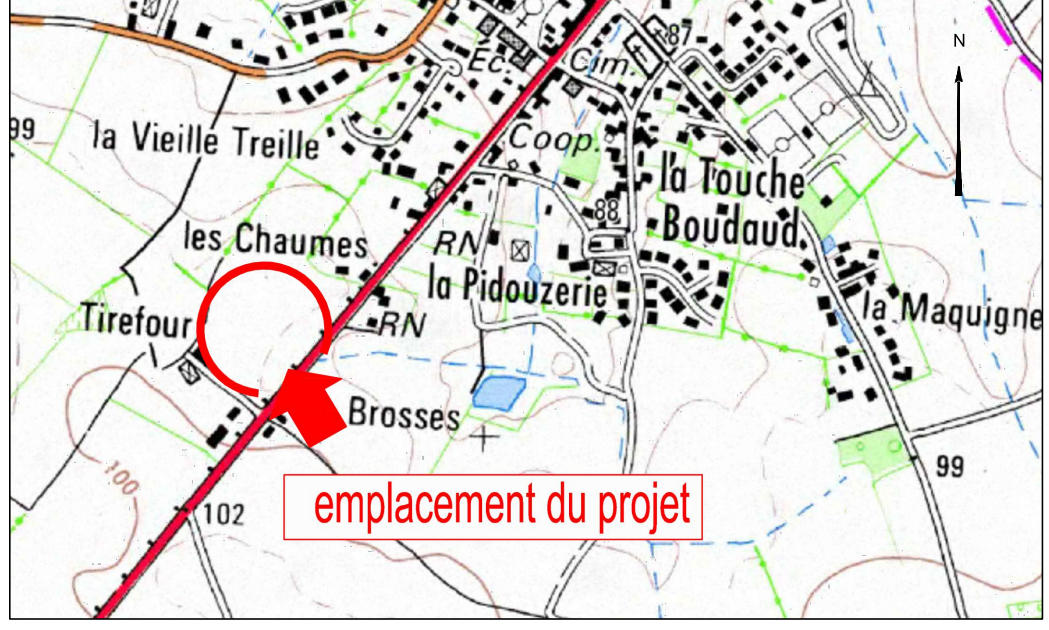 N
87
Ec.
Cim.
99
la Vieille Treille
Coop.
la Touche
Boudaud
88
les Chaumes
RN
la Pidouzerie
Tirefour
RN
la Maquigne
Brosses
100
99
102
emplacement du projet